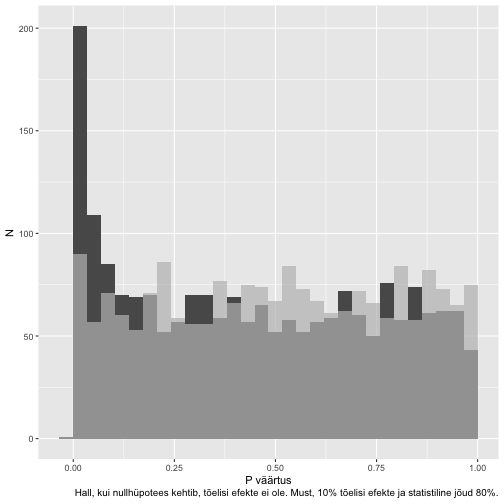 200
150
100
50
0
N
0.00 0.25 0.50 0.75 1.00
P väärtus
Hall, kui nullhüpotees kehtib, tõelisi efekte ei ole. Must, 10% tõelisi efekte ja statistiline jõud 80%.